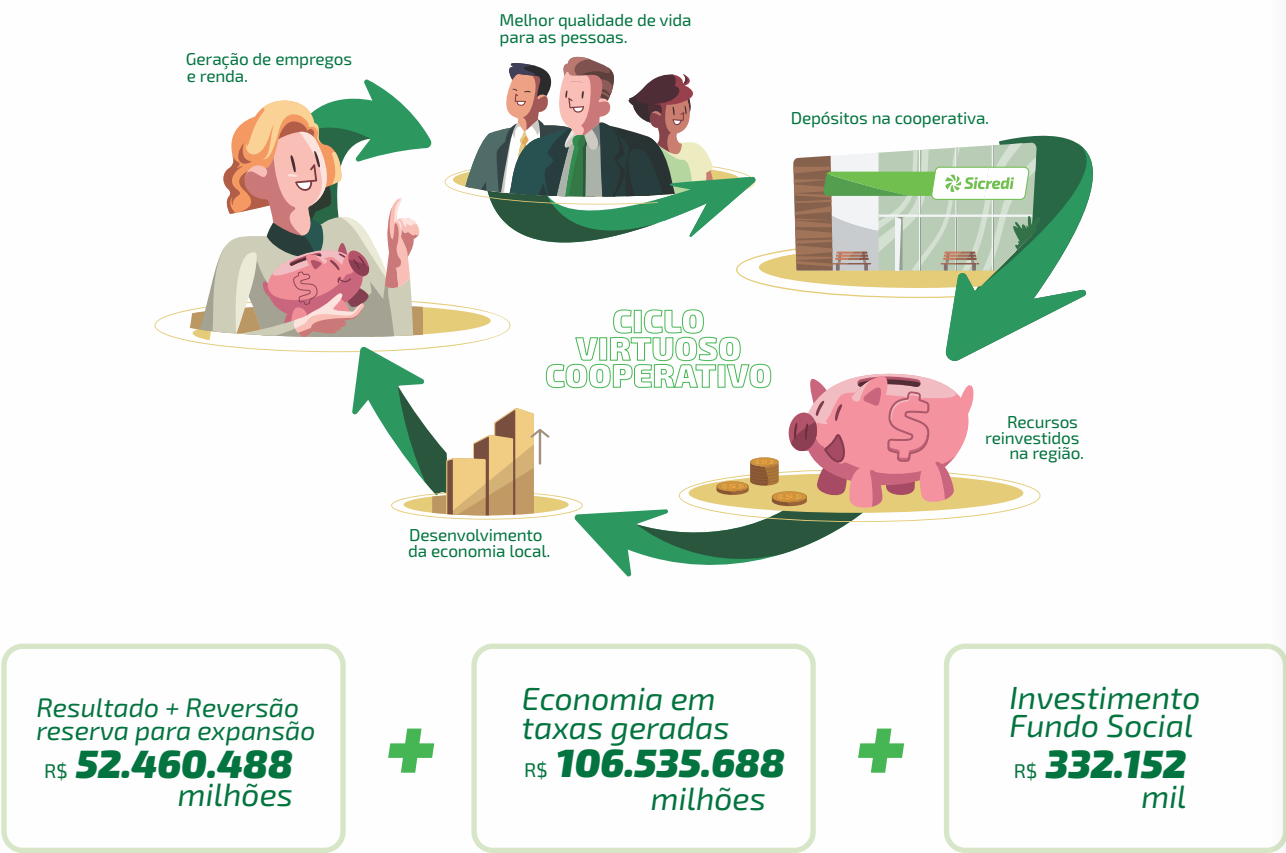 Melhor qualidade de vida
para as pessoas.
Geração de empregos
e renda.
Depósitos na cooperativa.
Sicredi
$
CICLO
VIRTUOSO
COOPERATIVO
$
Recursos
reinvestidos
na região.
Desenvolvimento
da economia local.
Resultado + Reversão
reserva para expansão
R$ 52.460.488
milhões
+
Economia em
taxas geradas
R$ 106.535.688
milhões
+
Investimento
Fundo Social
R$ 332.152
mil